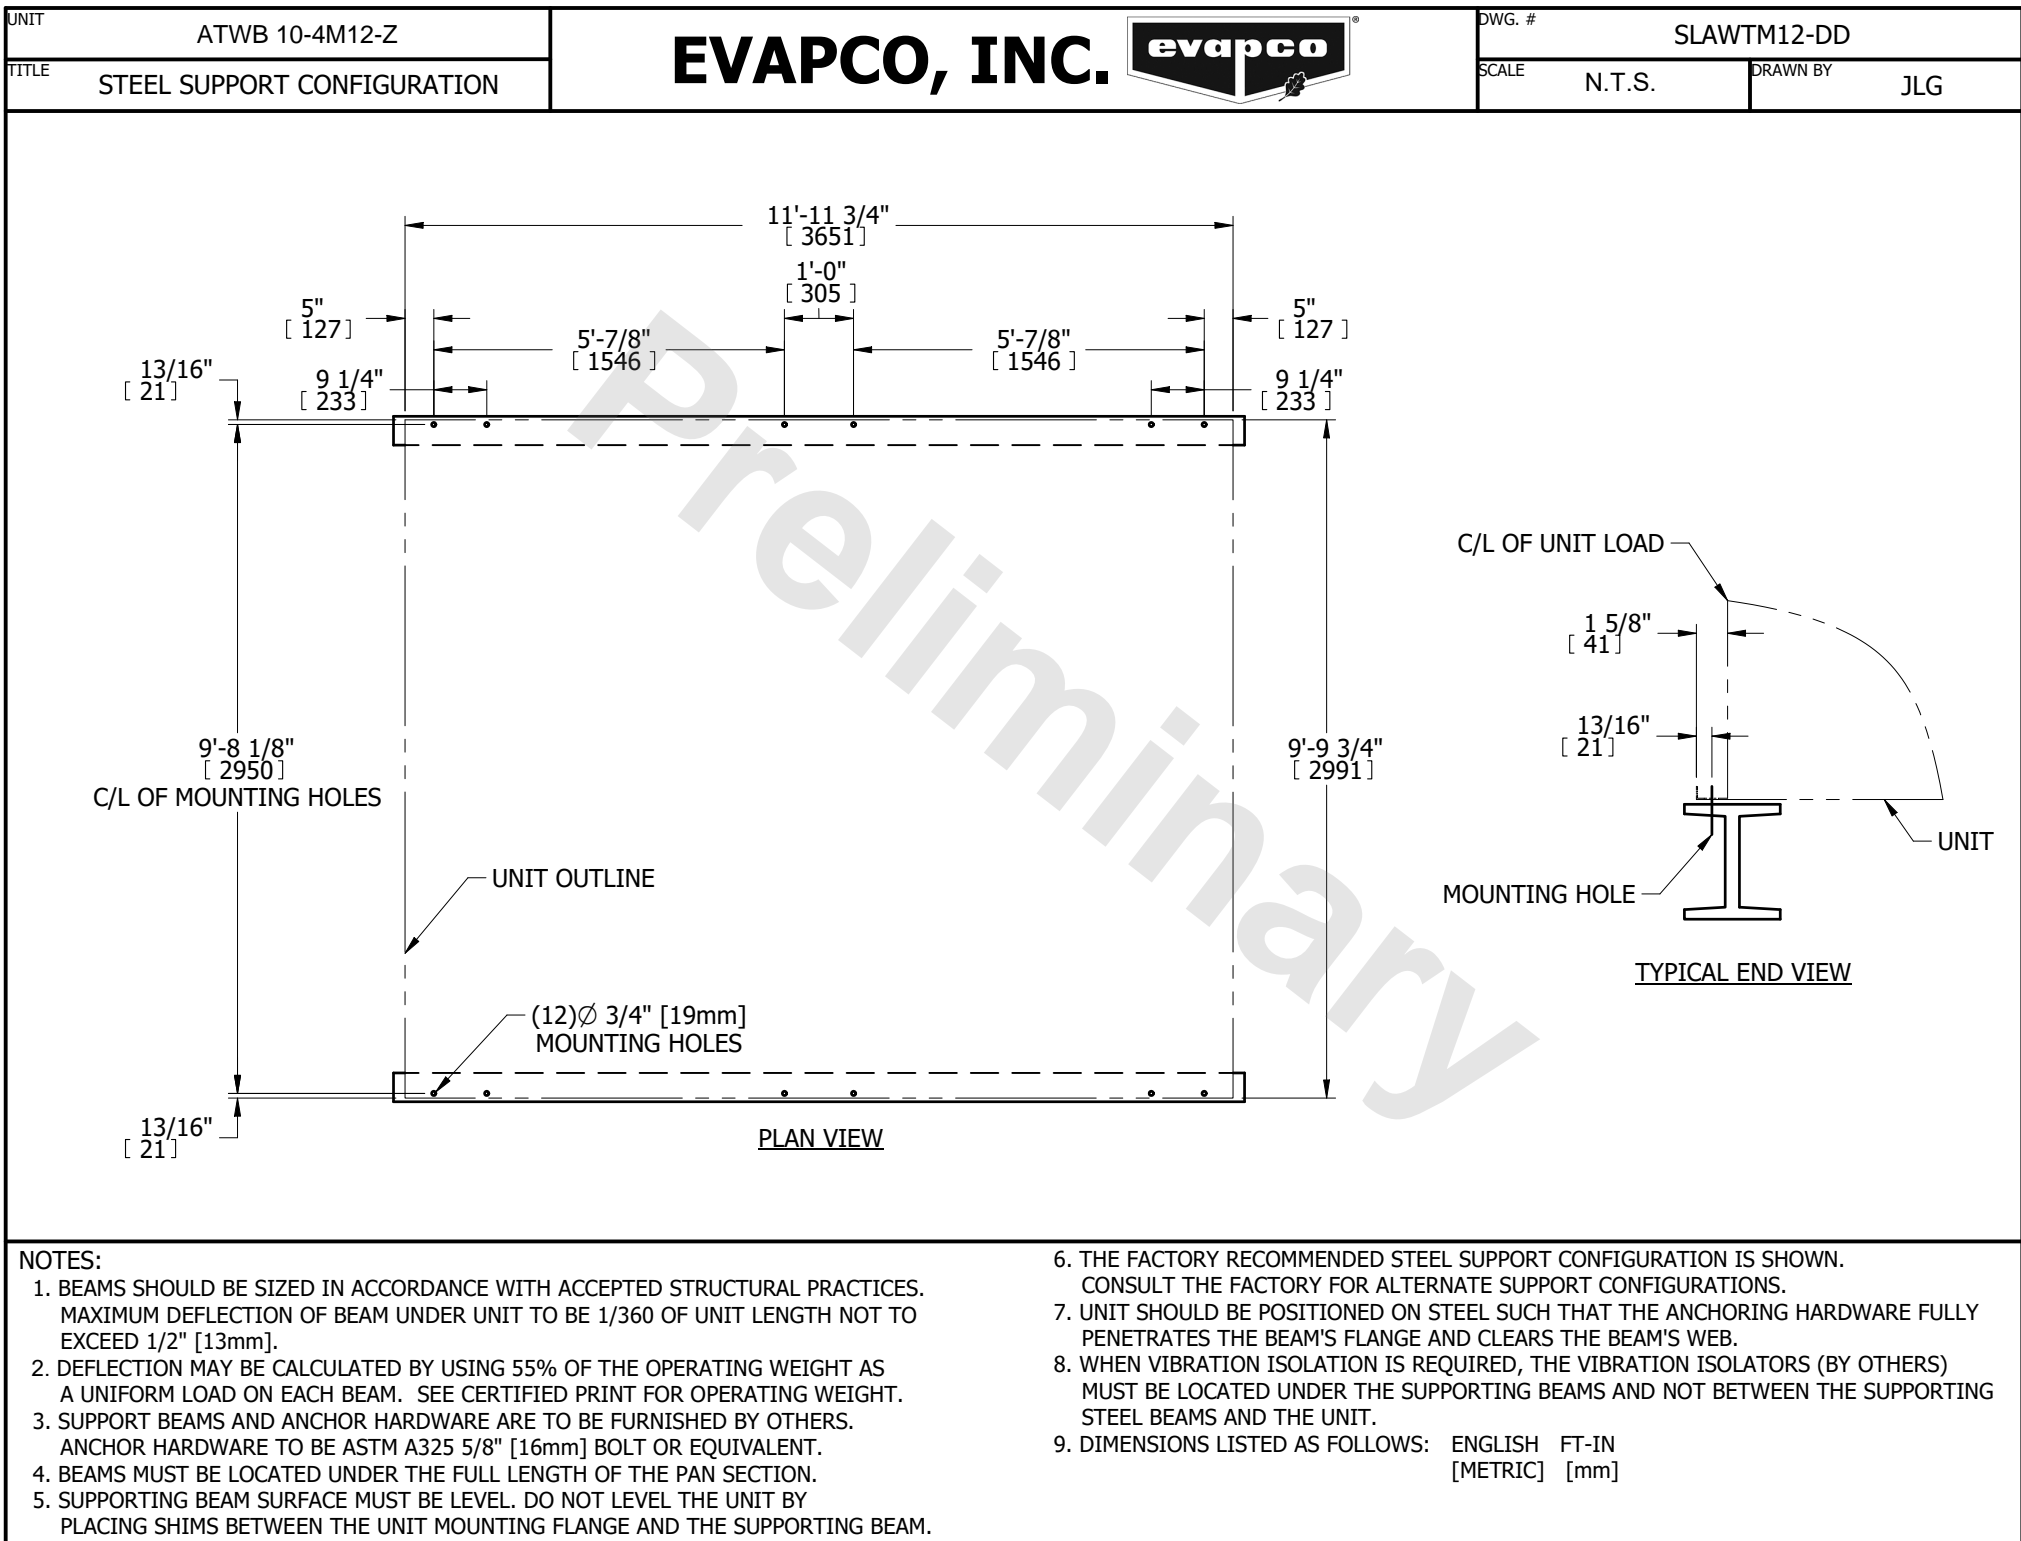 UNIT
ATWB 10-4M12-Z
TITLE
STEEL SUPPORT CONFIGURATION
EVAPCO, INC.
evapco®
DWG. #
SLAWTM12-DD
SCALE
N.T.S.
DRAWN BY
JLG
11'-11 3/4"
[ 3651]
1'-0"
[ 305 ]
5"
[ 127]
5"
[ 127 ]
5'-7/8"
[ 1546 ]
5'-7/8"
[ 1546 ]
13/16"
[ 21]
9 1/4"
[ 233]
9 1/4"
[ 233 ]
Preliminary
C/L OF UNIT LOAD
1 5/8"
[ 41]
13/16"
[ 21]
9'-8 1/8"
[ 2950]
C/L OF MOUNTING HOLES
9'-9 3/4"
[ 2991]
UNIT
MOUNTING HOLE
UNIT OUTLINE
TYPICAL END VIEW
(12)∅ 3/4" [19mm]
MOUNTING HOLES
13/16"
[ 21]
PLAN VIEW
NOTES:
1. BEAMS SHOULD BE SIZED IN ACCORDANCE WITH ACCEPTED STRUCTURAL PRACTICES.
MAXIMUM DEFLECTION OF BEAM UNDER UNIT TO BE 1/360 OF UNIT LENGTH NOT TO
EXCEED 1/2" [13mm].
2. DEFLECTION MAY BE CALCULATED BY USING 55% OF THE OPERATING WEIGHT AS
A UNIFORM LOAD ON EACH BEAM. SEE CERTIFIED PRINT FOR OPERATING WEIGHT.
3. SUPPORT BEAMS AND ANCHOR HARDWARE ARE TO BE FURNISHED BY OTHERS.
ANCHOR HARDWARE TO BE ASTM A325 5/8" [16mm] BOLT OR EQUIVALENT.
4. BEAMS MUST BE LOCATED UNDER THE FULL LENGTH OF THE PAN SECTION.
5. SUPPORTING BEAM SURFACE MUST BE LEVEL. DO NOT LEVEL THE UNIT BY
PLACING SHIMS BETWEEN THE UNIT MOUNTING FLANGE AND THE SUPPORTING BEAM.
6. THE FACTORY RECOMMENDED STEEL SUPPORT CONFIGURATION IS SHOWN.
CONSULT THE FACTORY FOR ALTERNATE SUPPORT CONFIGURATIONS.
7. UNIT SHOULD BE POSITIONED ON STEEL SUCH THAT THE ANCHORING HARDWARE FULLY
PENETRATES THE BEAM'S FLANGE AND CLEARS THE BEAM'S WEB.
8. WHEN VIBRATION ISOLATION IS REQUIRED, THE VIBRATION ISOLATORS (BY OTHERS)
MUST BE LOCATED UNDER THE SUPPORTING BEAMS AND NOT BETWEEN THE SUPPORTING
STEEL BEAMS AND THE UNIT.
9. DIMENSIONS LISTED AS FOLLOWS: ENGLISH FT-IN
[METRIC] [mm]